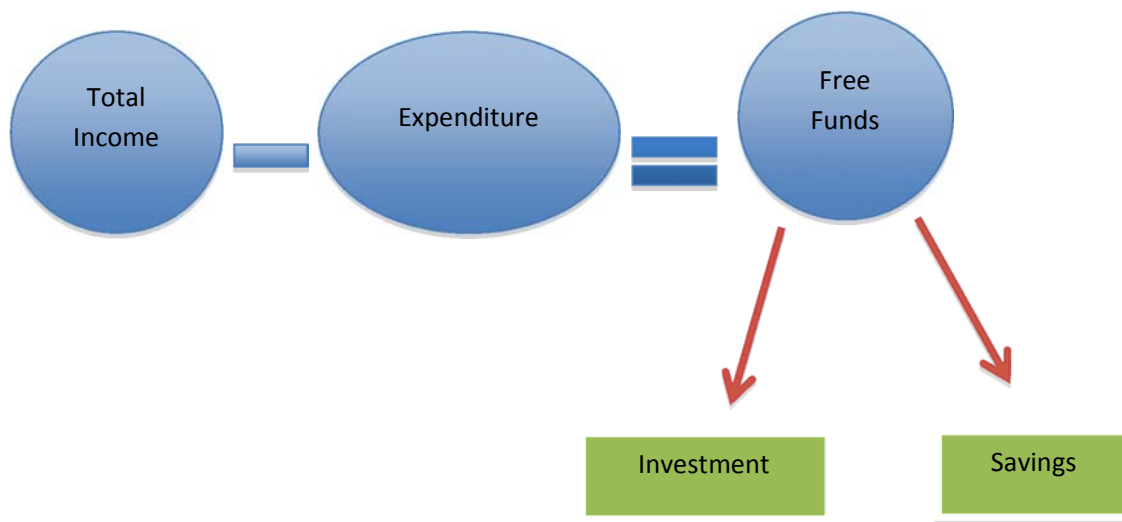 Total
Income
Expenditure
Free
Funds
Investment
Savings